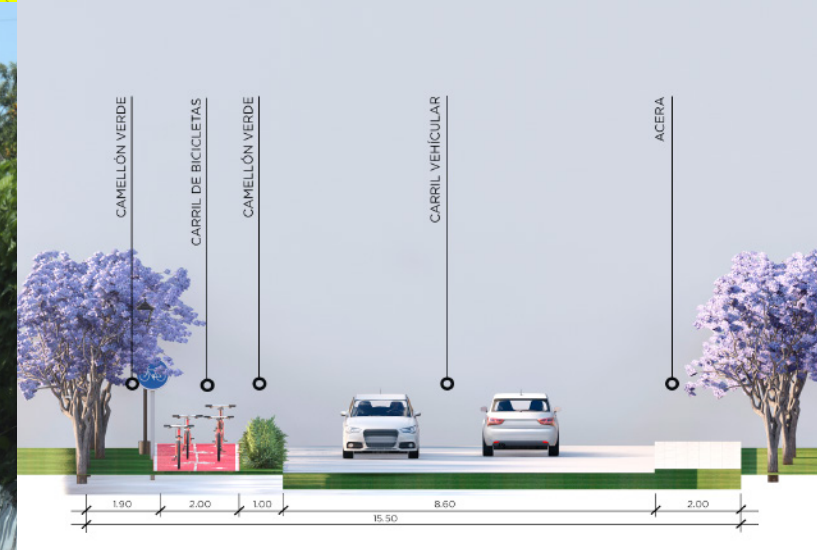 CAMELLÓN VERDE
CARRIL DE BICICLETAS
CAMELLÓN VERDE
CARRIL VEHÍCULAR
ACERA
1.90
2.00
1.00
8.60
2.00
15.50